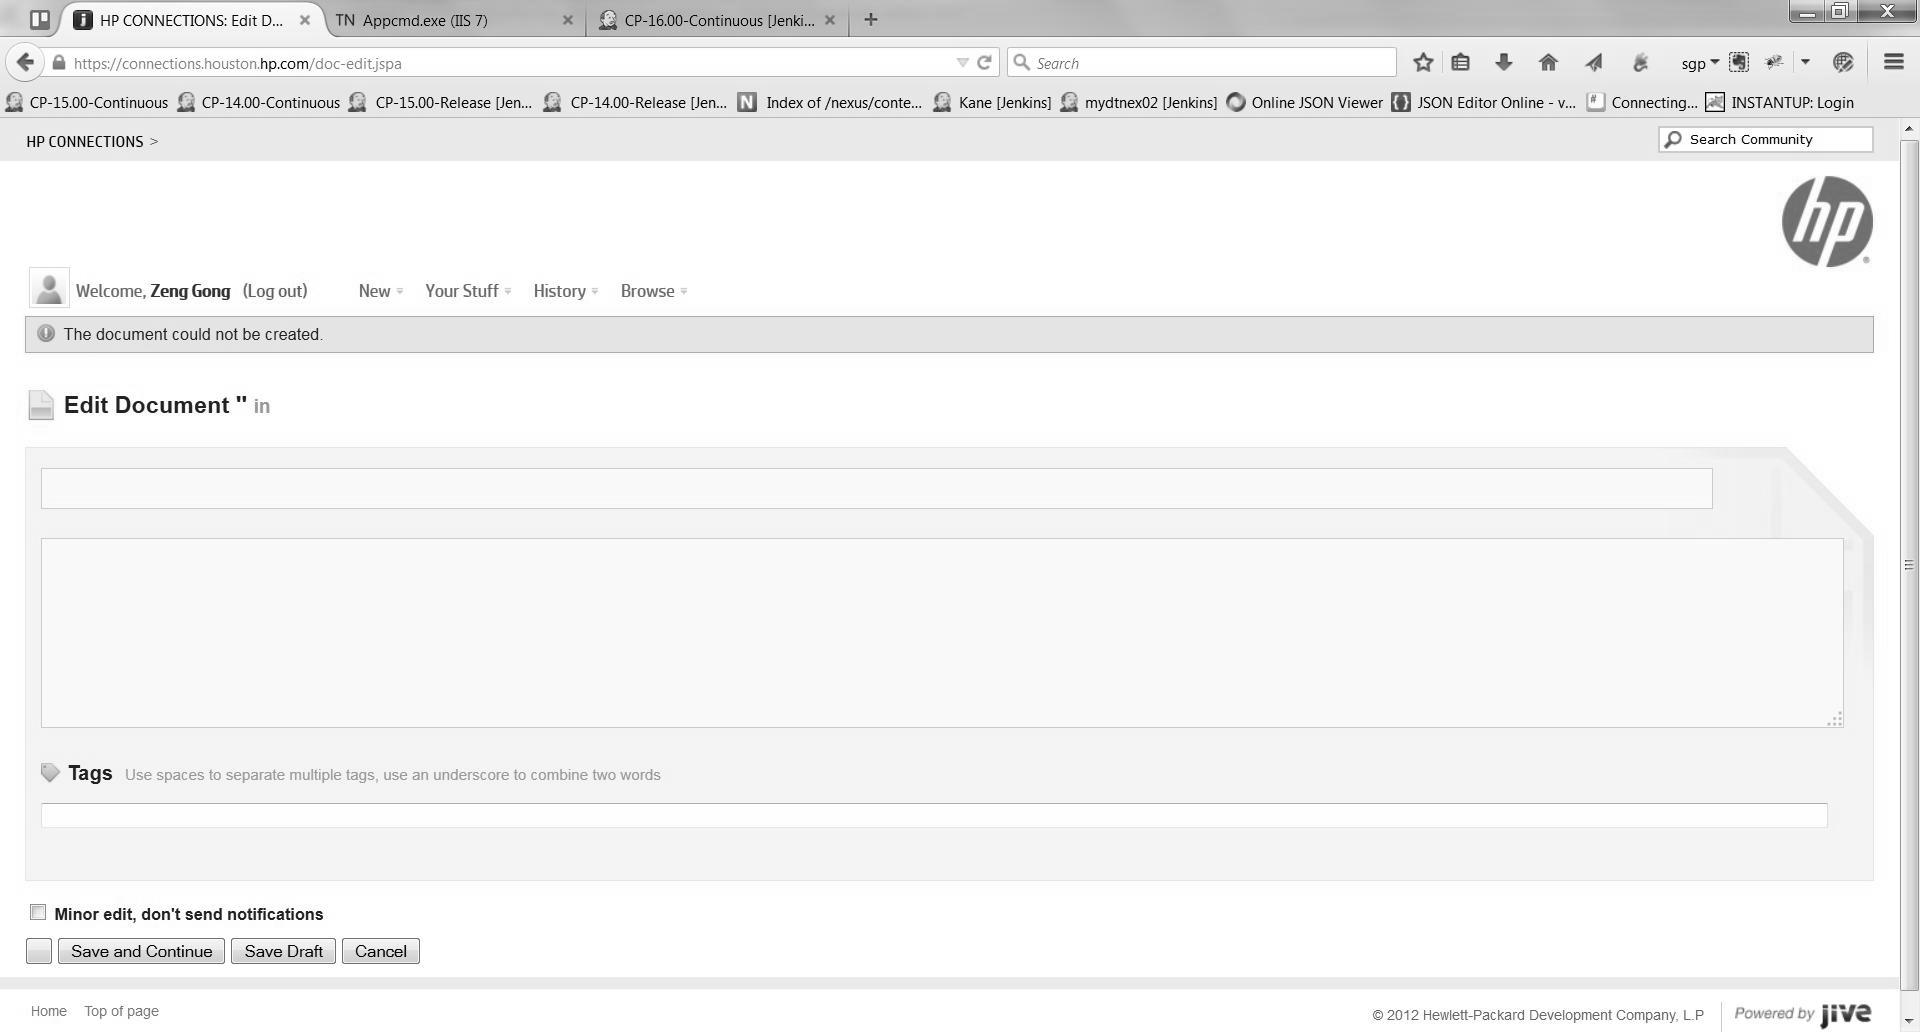 HP CONNECTIONS: Edit D...
TN Appcmd.exe (IIS 7)
CP-16.00-Continuous [Jenki...
https://connections.houston.hp.com/doc-edit.jspa
Search
sgp
CP-15.00-Continuous
CP-14.00-Continuous
CP-15.00-Release [Jen...
CP-14.00-Release [Jen...
N Index of /nexus/conte...
Kane [Jenkins]
mydtnex02 [Jenkins]
Online JSON Viewer
JSON Editor Online - v...
Connecting...
INSTANTUP: Login
HP CONNECTIONS >
Search Community
hp
Welcome, Zeng Gong (Log out)
New
Your Stuff
History
Browse
The document could not be created.
Edit Document '' in
Tags Use spaces to separate multiple tags, use an underscore to combine two words
Minor edit, don't send notifications
Save and Continue
Save Draft
Cancel
Home
Top of page
© 2012 Hewlett-Packard Development Company, L.P
Powered by jive